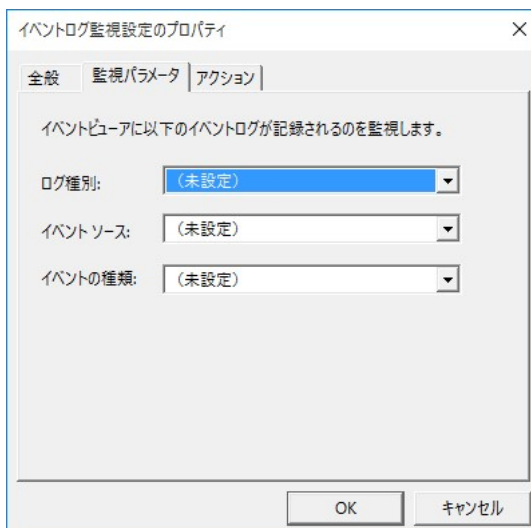 イベントログ監視設定のプロパティ
全般 監視パラメータ アクション
イベントビューアに以下のイベントログが記録されるのを監視します。
ログ種別: (未設定)
イベント ソース: (未設定)
イベントの種類: (未設定)
OK キャンセル